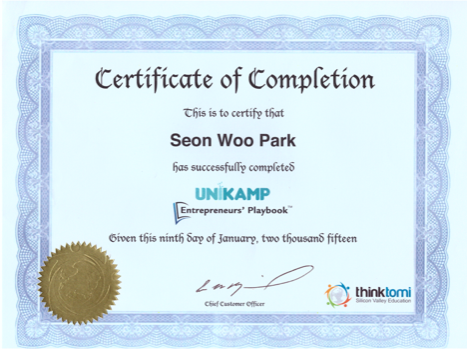 Certificate of Completion
This is to certify that
Seon Woo Park
has successfully completed
UNIKAMP
Entrepreneurs' Playbook™
Given this ninth day of January, two thousand fifteen
Chief Customer Officer
thinktomi
Silicon Valley Education